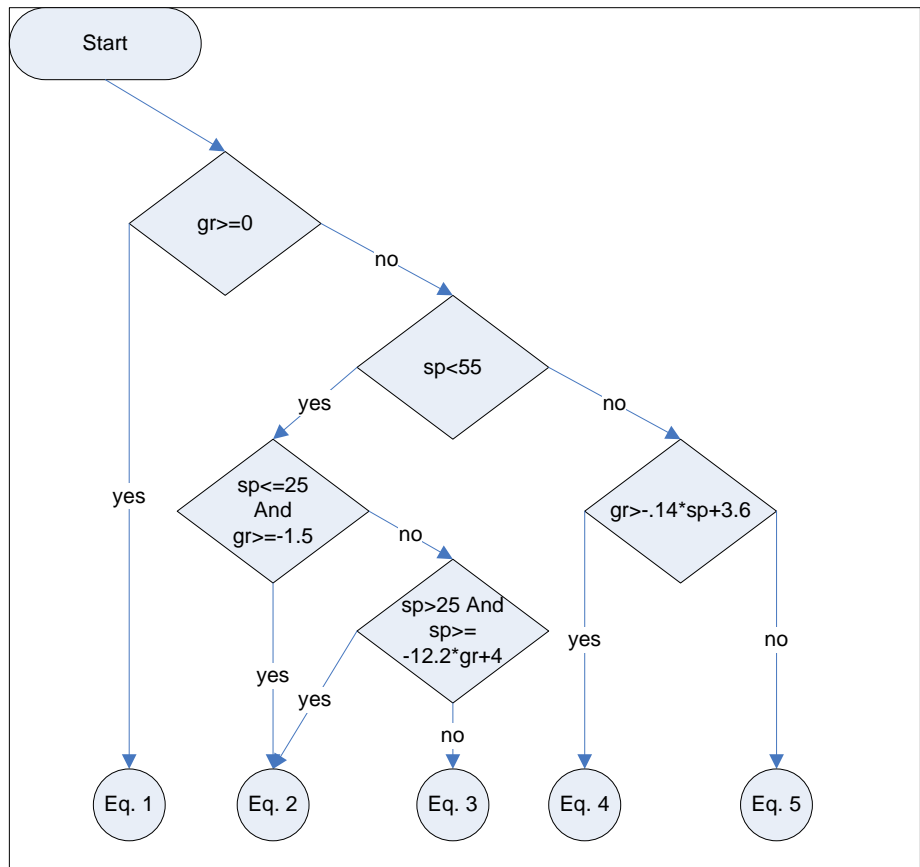 Start
gr>=0
no
sp<55
yes
no
sp<=25
And
gr>=-1.5
gr>-.14*sp+3.6
yes
no
sp>25 And
sp>=
-12.2*gr+4
yes
no
yes
yes
no
Eq. 1
Eq. 2
Eq. 3
Eq. 4
Eq. 5